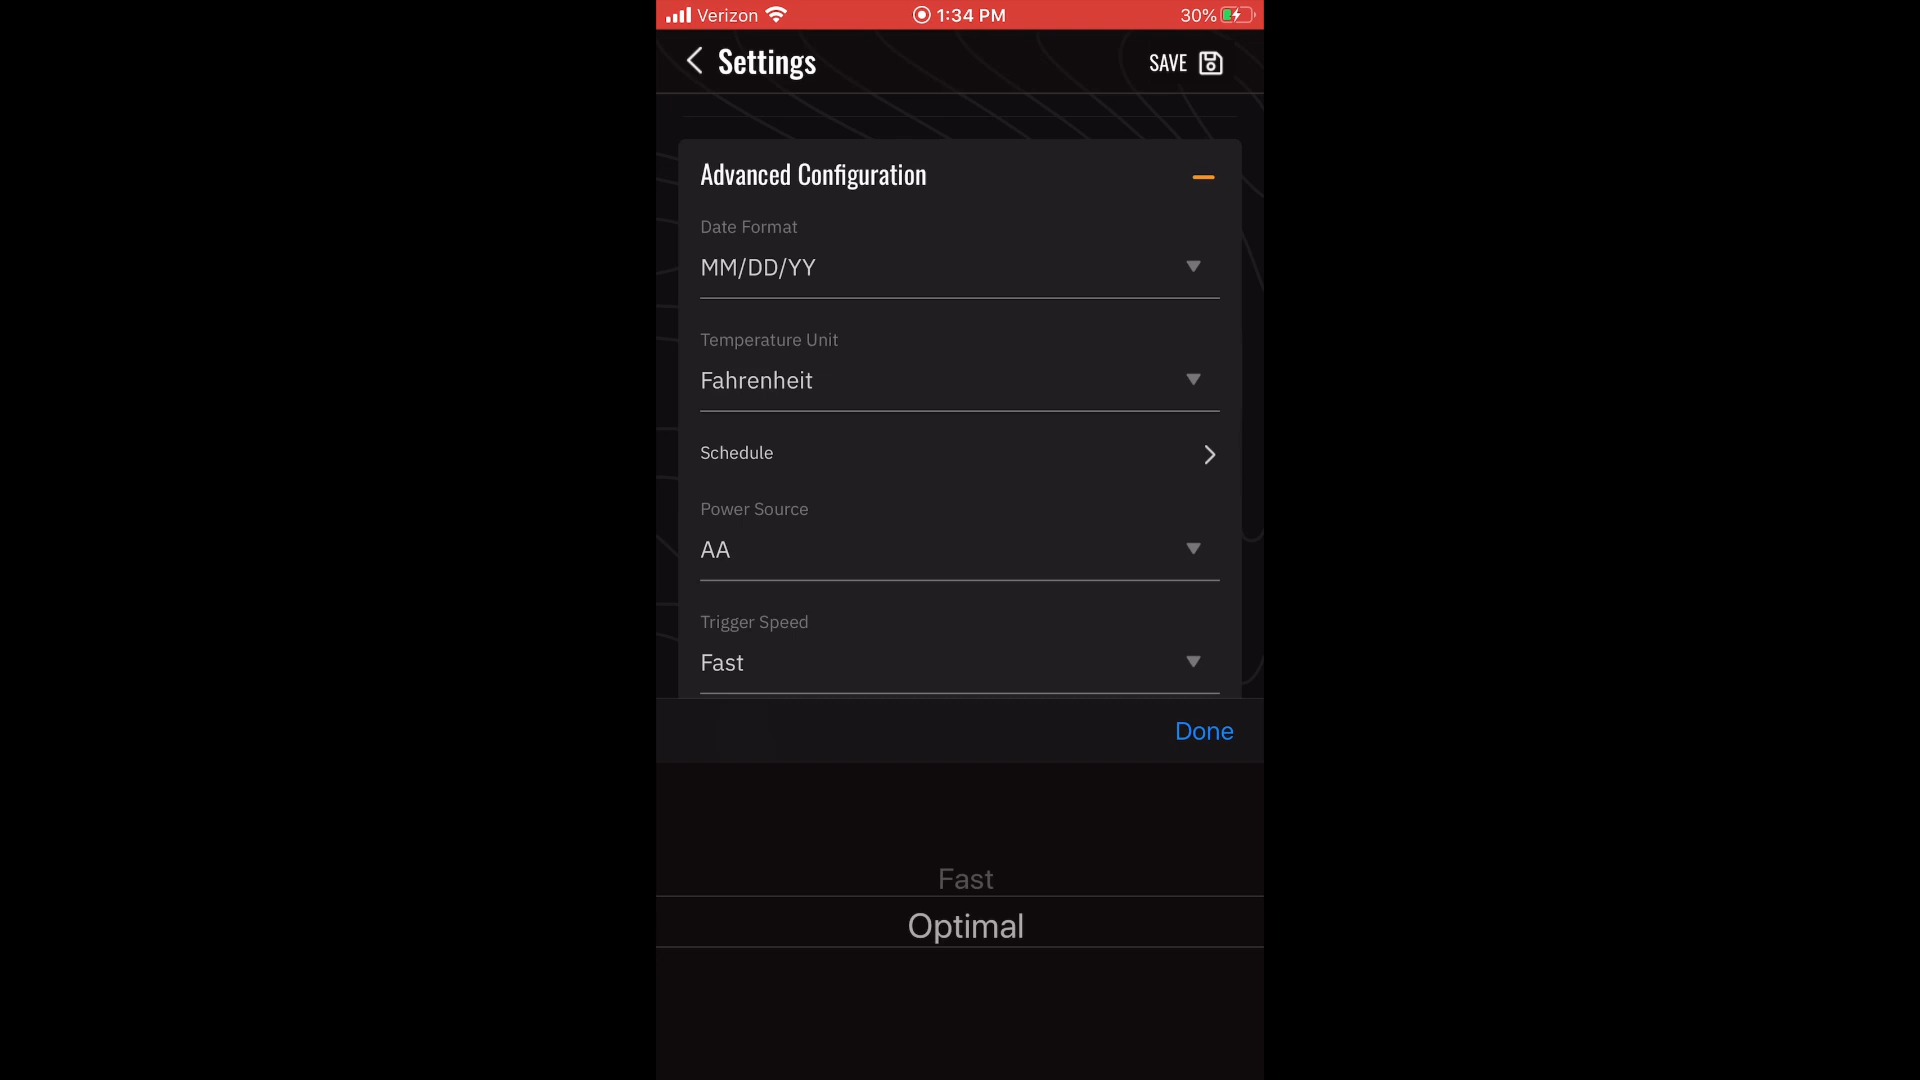 Verizon 1:34 PM 30%
Settings SAVE
Advanced Configuration
Date Format
MM/DD/YY
Temperature Unit
Fahrenheit
Schedule
Power Source
AA
Trigger Speed
Fast
Done
Fast
Optimal